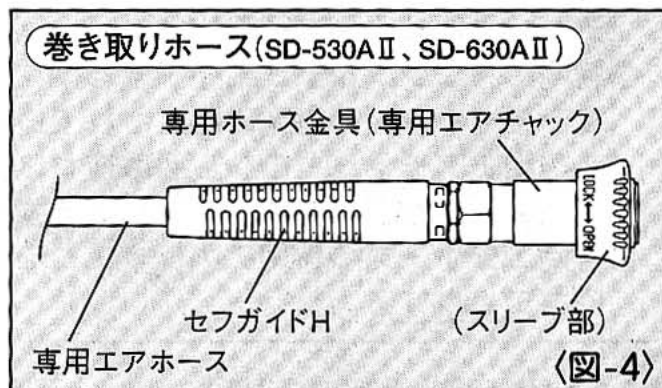 巻き取りホース(SD-530AⅡ、SD-630AⅡ)
専用ホース金具(専用エアチャック)
LOCK↔OPEN
セフガイドH
(スリーブ部)
専用エアホース
〈図-4〉